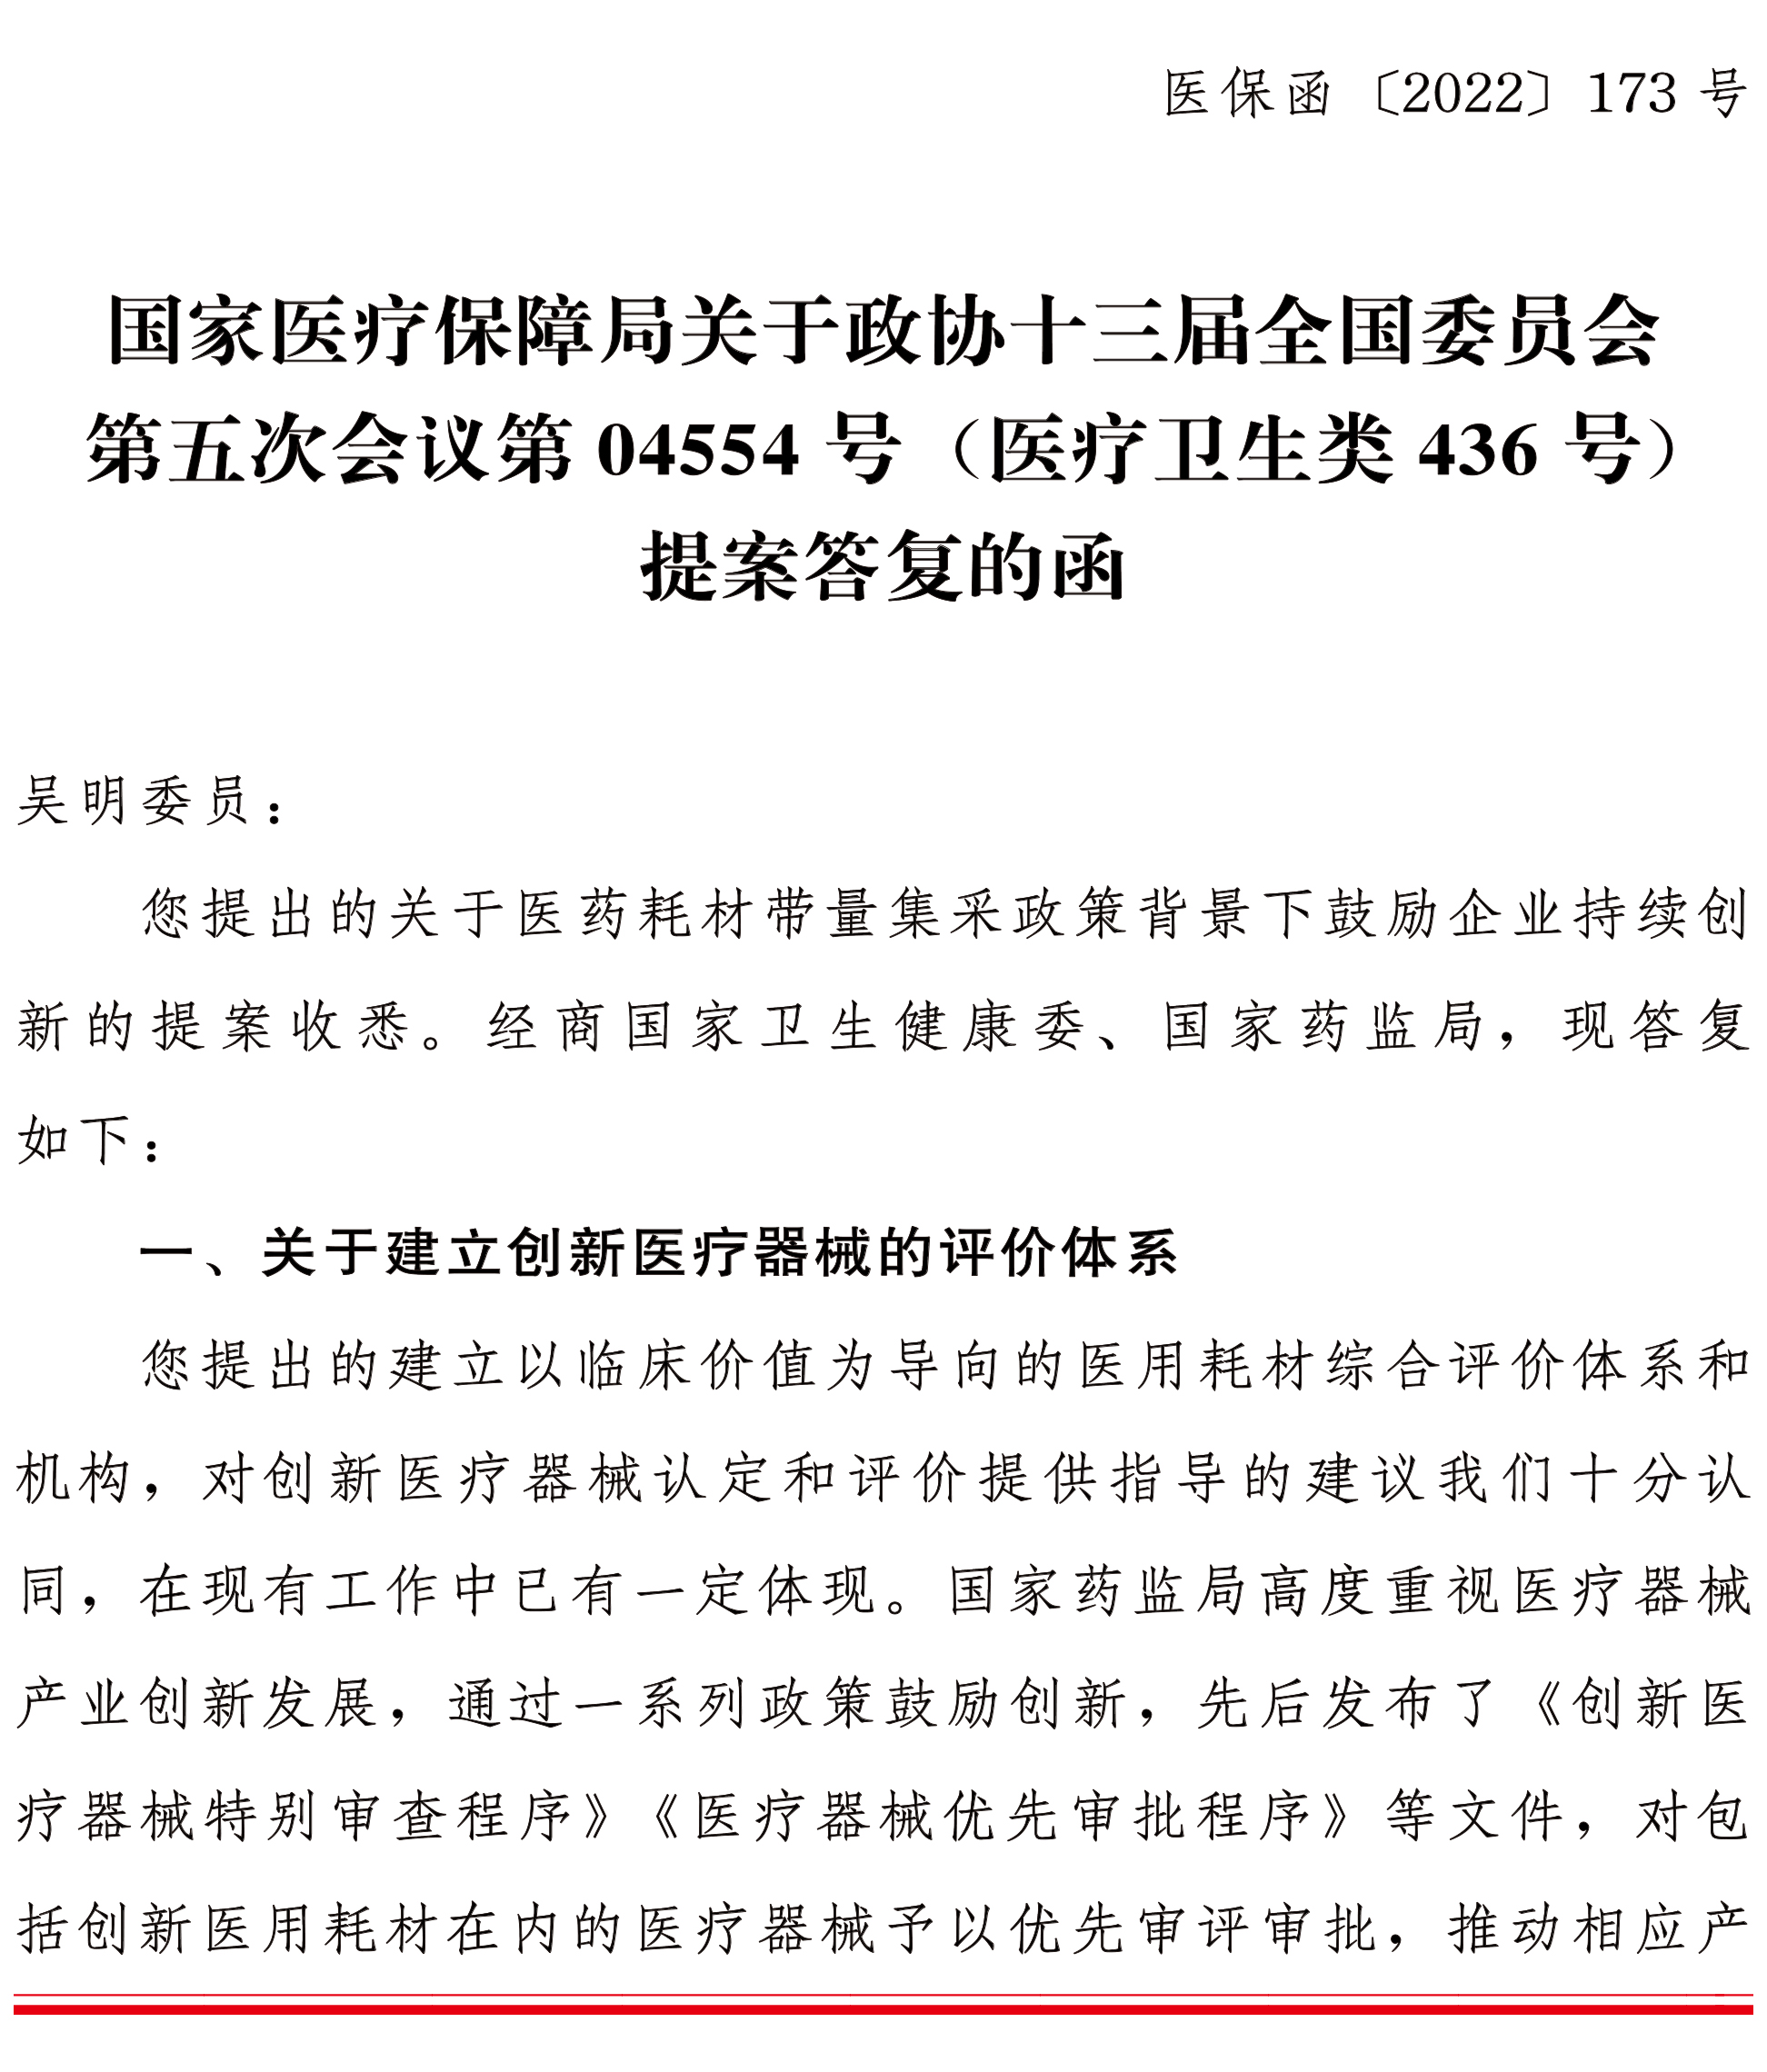 医保函〔2022〕173 号
国家医疗保障局关于政协十三届全国委员会
第五次会议第 04554 号（医疗卫生类 436 号）
提案答复的函
吴明委员：
您提出的关于医药耗材带量集采政策背景下鼓励企业持续创
新的提案收悉。经商国家卫生健康委、国家药监局，现答复
如下：
一、关于建立创新医疗器械的评价体系
您提出的建立以临床价值为导向的医用耗材综合评价体系和
机构，对创新医疗器械认定和评价提供指导的建议我们十分认
同，在现有工作中已有一定体现。国家药监局高度重视医疗器械
产业创新发展，通过一系列政策鼓励创新，先后发布了《创新医
疗器械特别审查程序》《医疗器械优先审批程序》等文件，对包
括创新医用耗材在内的医疗器械予以优先审评审批，推动相应产